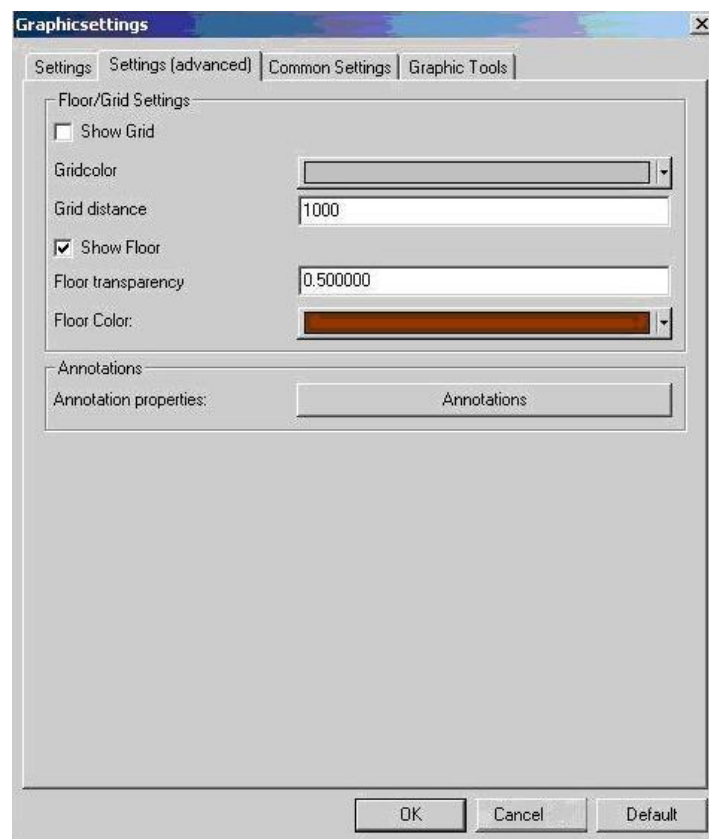 Graphicsettings
Settings Settings (advanced) Common Settings Graphic Tools
Floor/Grid Settings
Show Grid
Gridcolor
Grid distance 1000
Show Floor
Floor transparency 0.500000
Floor Color:
Annotations
Annotation properties: Annotations
OK Cancel Default